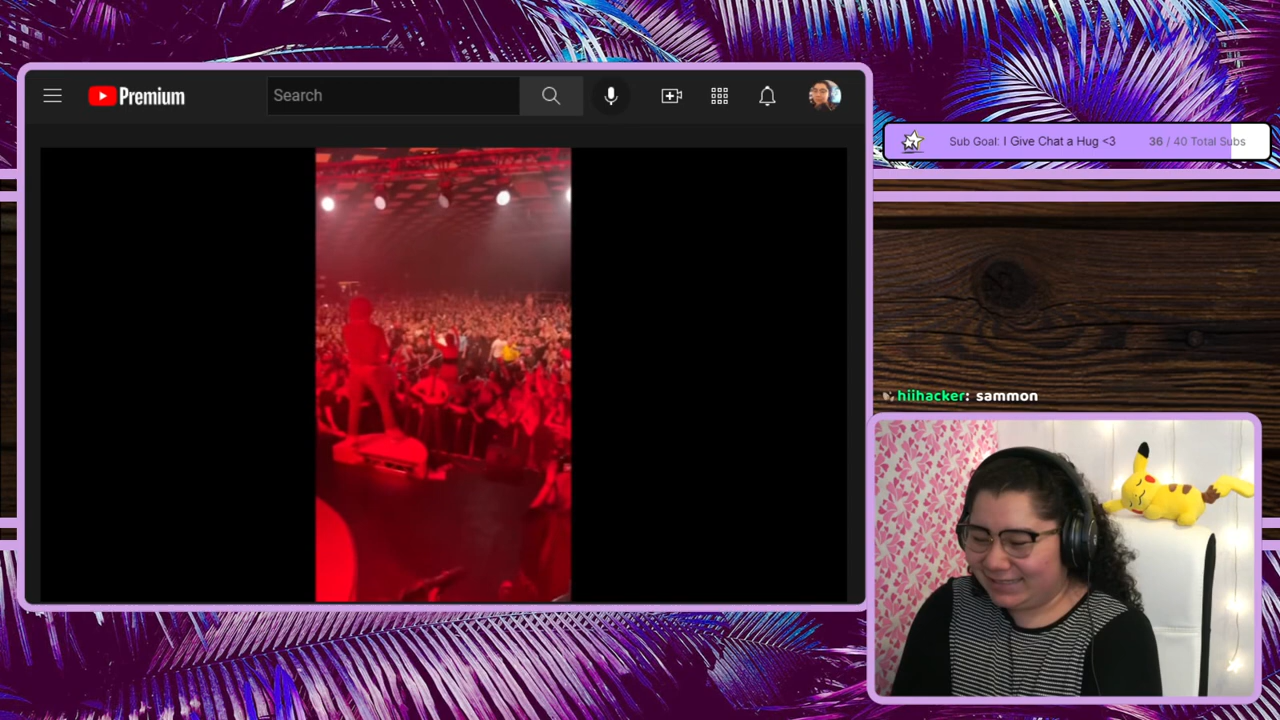 Premium
Search
Sub Goal: I Give Chat a Hug <3 36 / 40 Total Subs
hiihacker: sammon